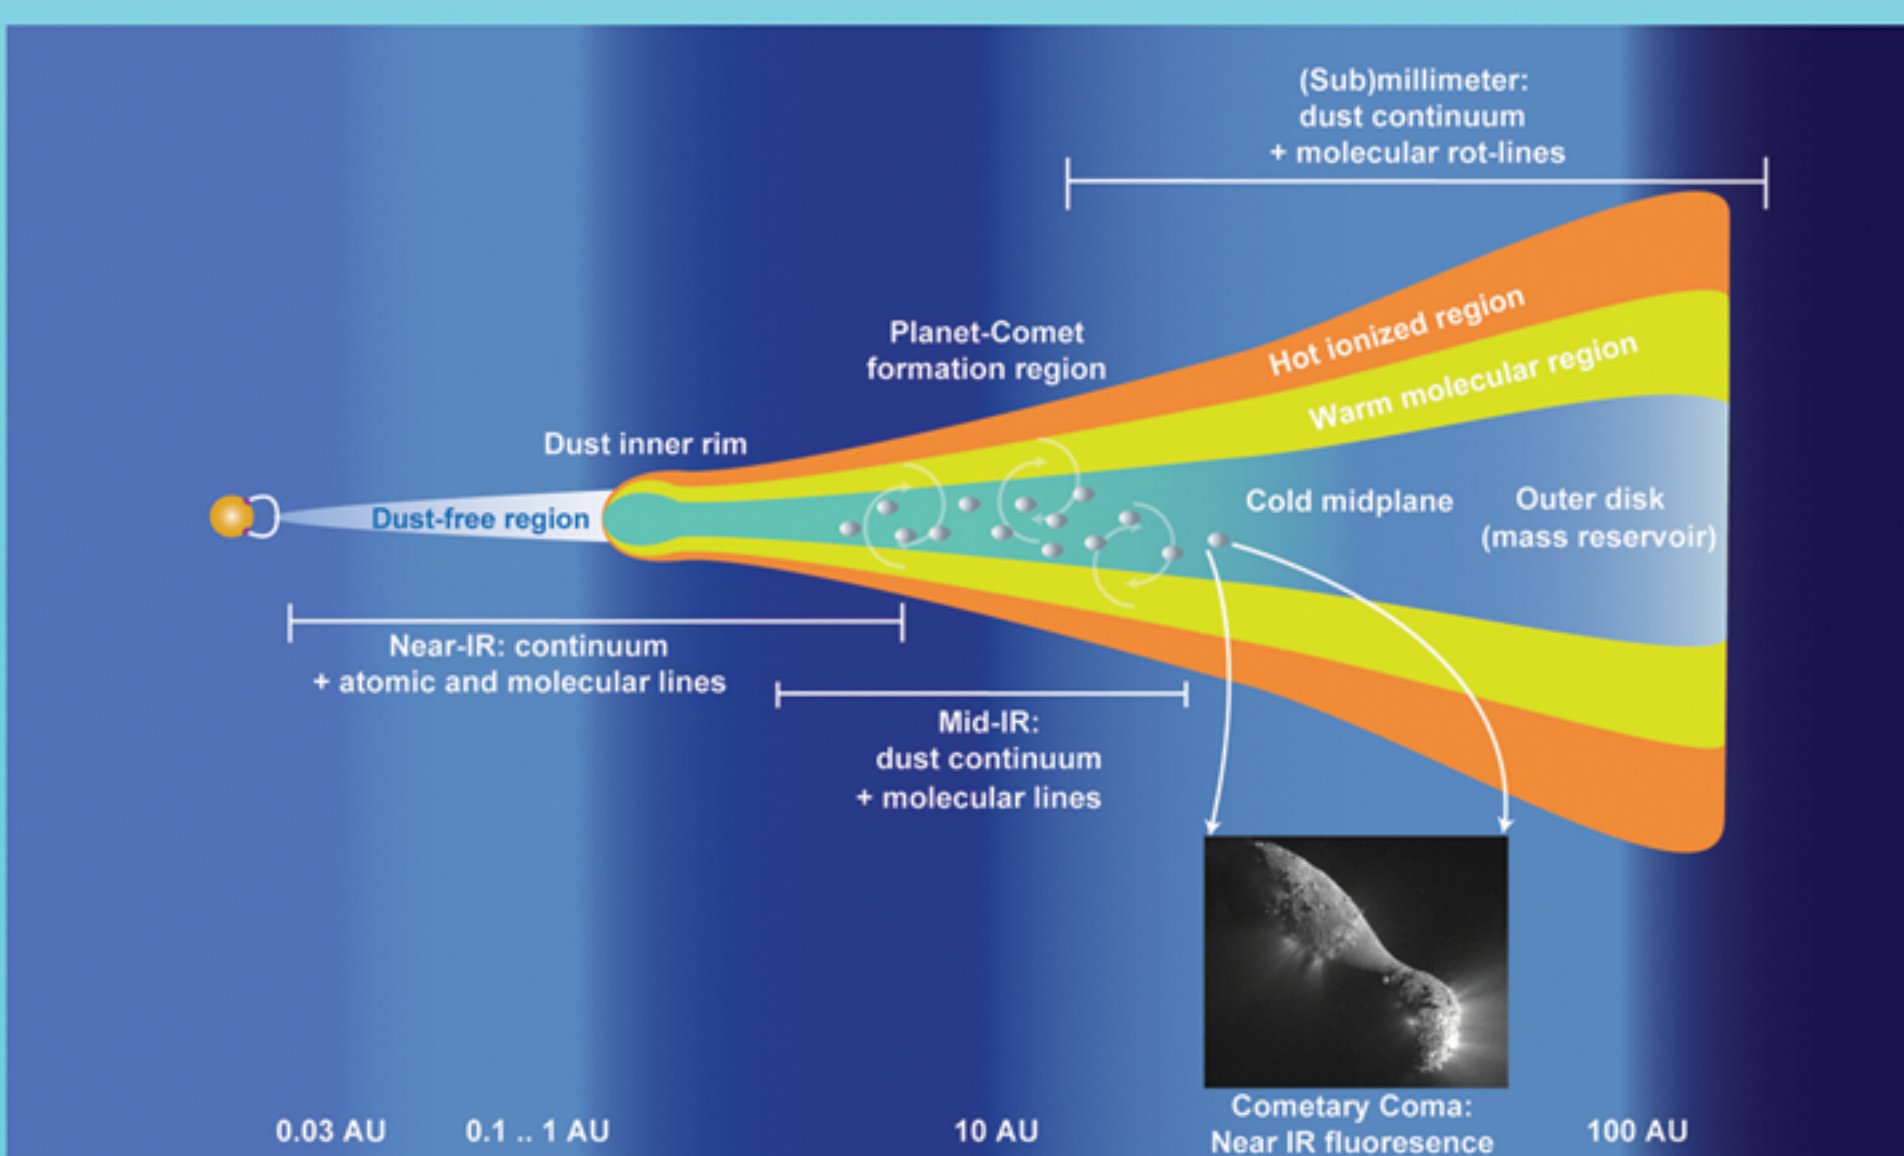 (Sub)millimeter:
dust continuum
+ molecular rot-lines
Planet-Comet
formation region
Hot ionized region
Warm molecular region
Dust inner rim
Dust-free region
Cold midplane
Outer disk
(mass reservoir)
Near-IR: continuum
+ atomic and molecular lines
Mid-IR:
dust continuum
+ molecular lines
Cometary Coma:
Near IR fluoresence
0.03 AU
0.1 .. 1 AU
10 AU
100 AU